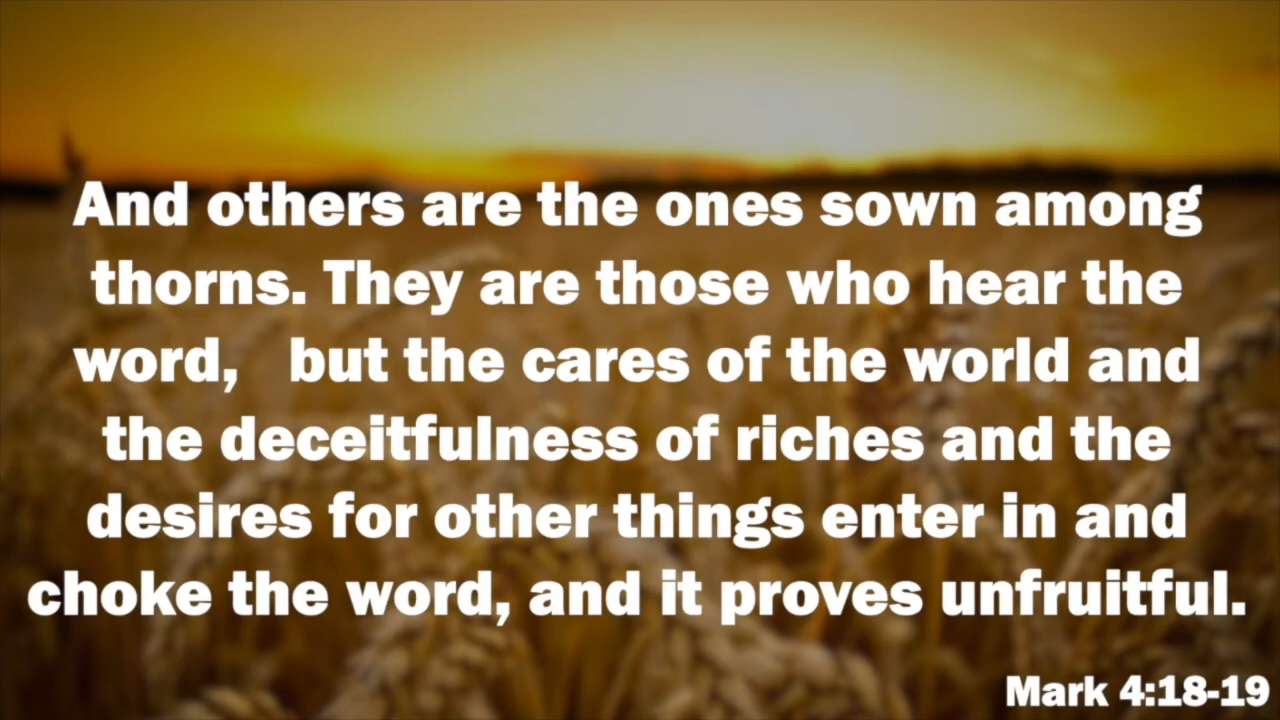 And others are the ones sown among
thorns. They are those who hear the
word,   but the cares of the world and
the deceitfulness of riches and the
desires for other things enter in and
choke the word, and it proves unfruitful.
Mark 4:18-19